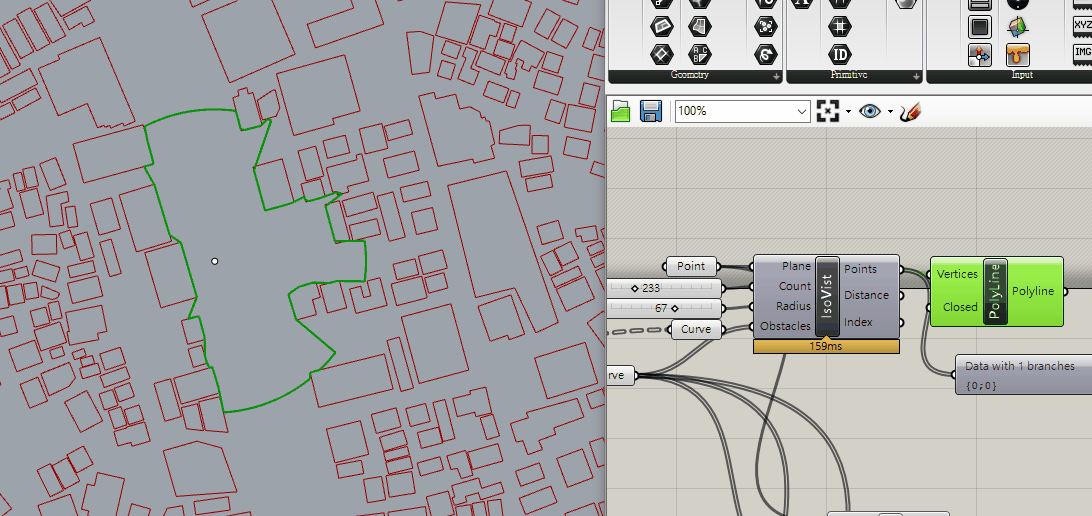 ID
XYZ
IMG
Geometry
Primitive
Input
100%
Point
233
67
Curve
rve
Plane
Count
Radius
Obstacles
IsoVist
Points
Distance
Index
159ms
Vertices
Closed
PolyLine
Polyline
Data with 1 branches
{0;0}